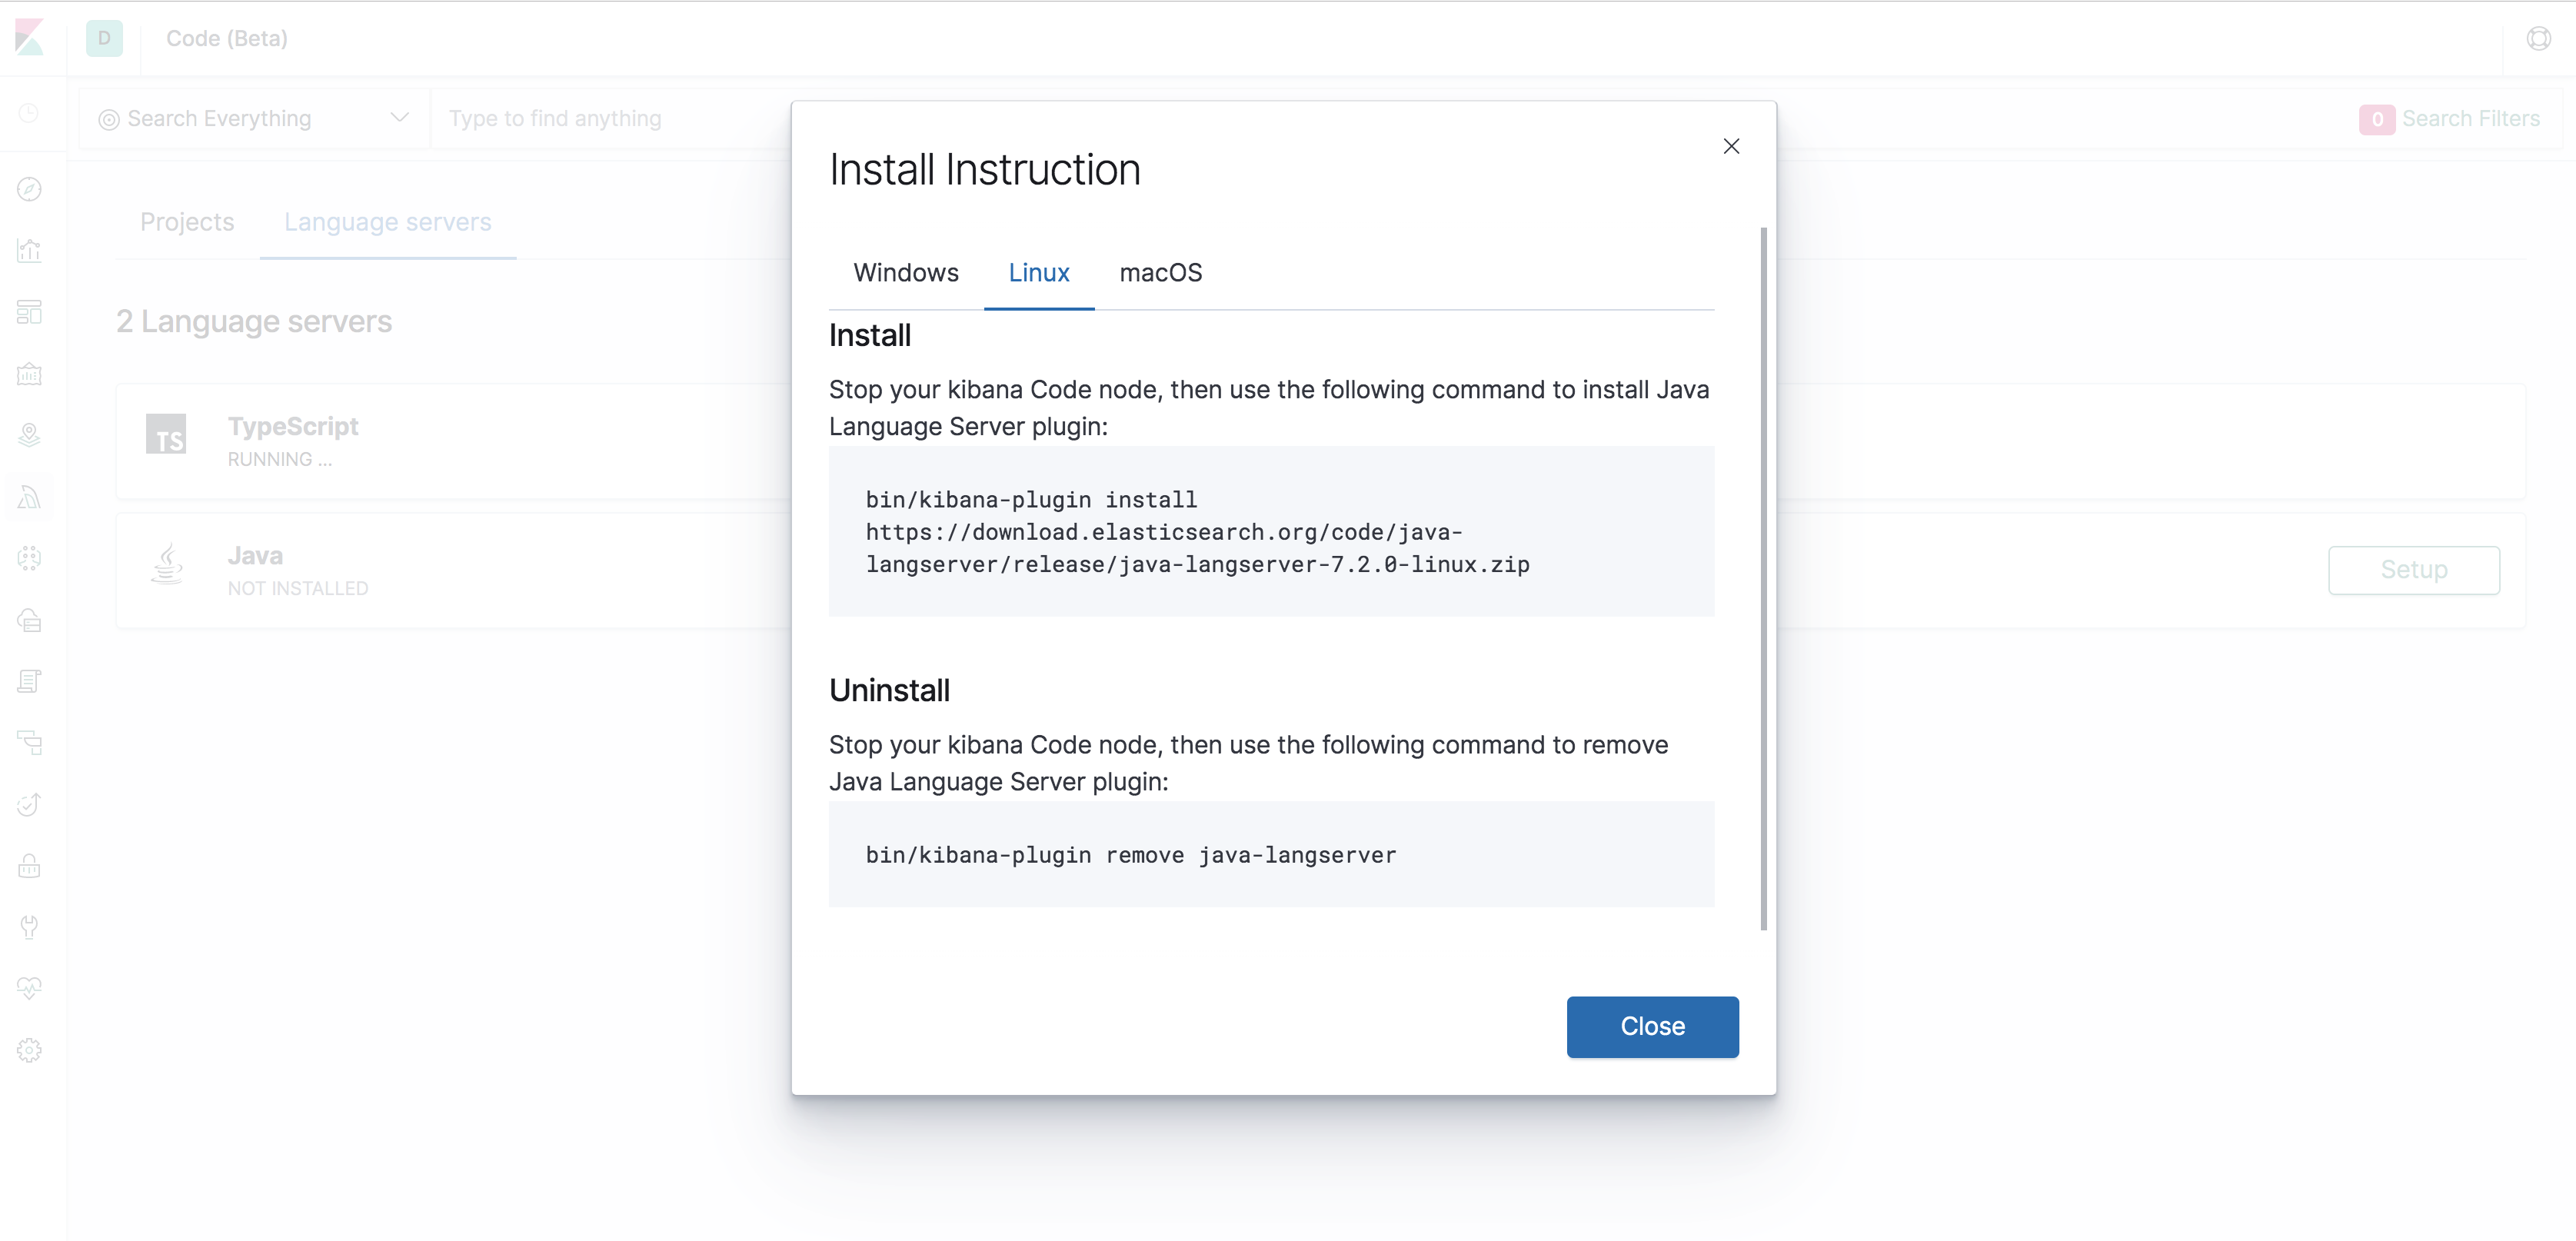 D
Code (Beta)
Search Everything
Type to find anything
0 Search Filters
Projects
Language servers
2 Language servers
TS
TypeScript
RUNNING ...
Java
NOT INSTALLED
Setup
Install Instruction
Windows
Linux
macOS
Install
Stop your kibana Code node, then use the following command to install Java
Language Server plugin:
bin/kibana-plugin install
https://download.elasticsearch.org/code/java-
langserver/release/java-langserver-7.2.0-linux.zip
Uninstall
Stop your kibana Code node, then use the following command to remove
Java Language Server plugin:
bin/kibana-plugin remove java-langserver
Close